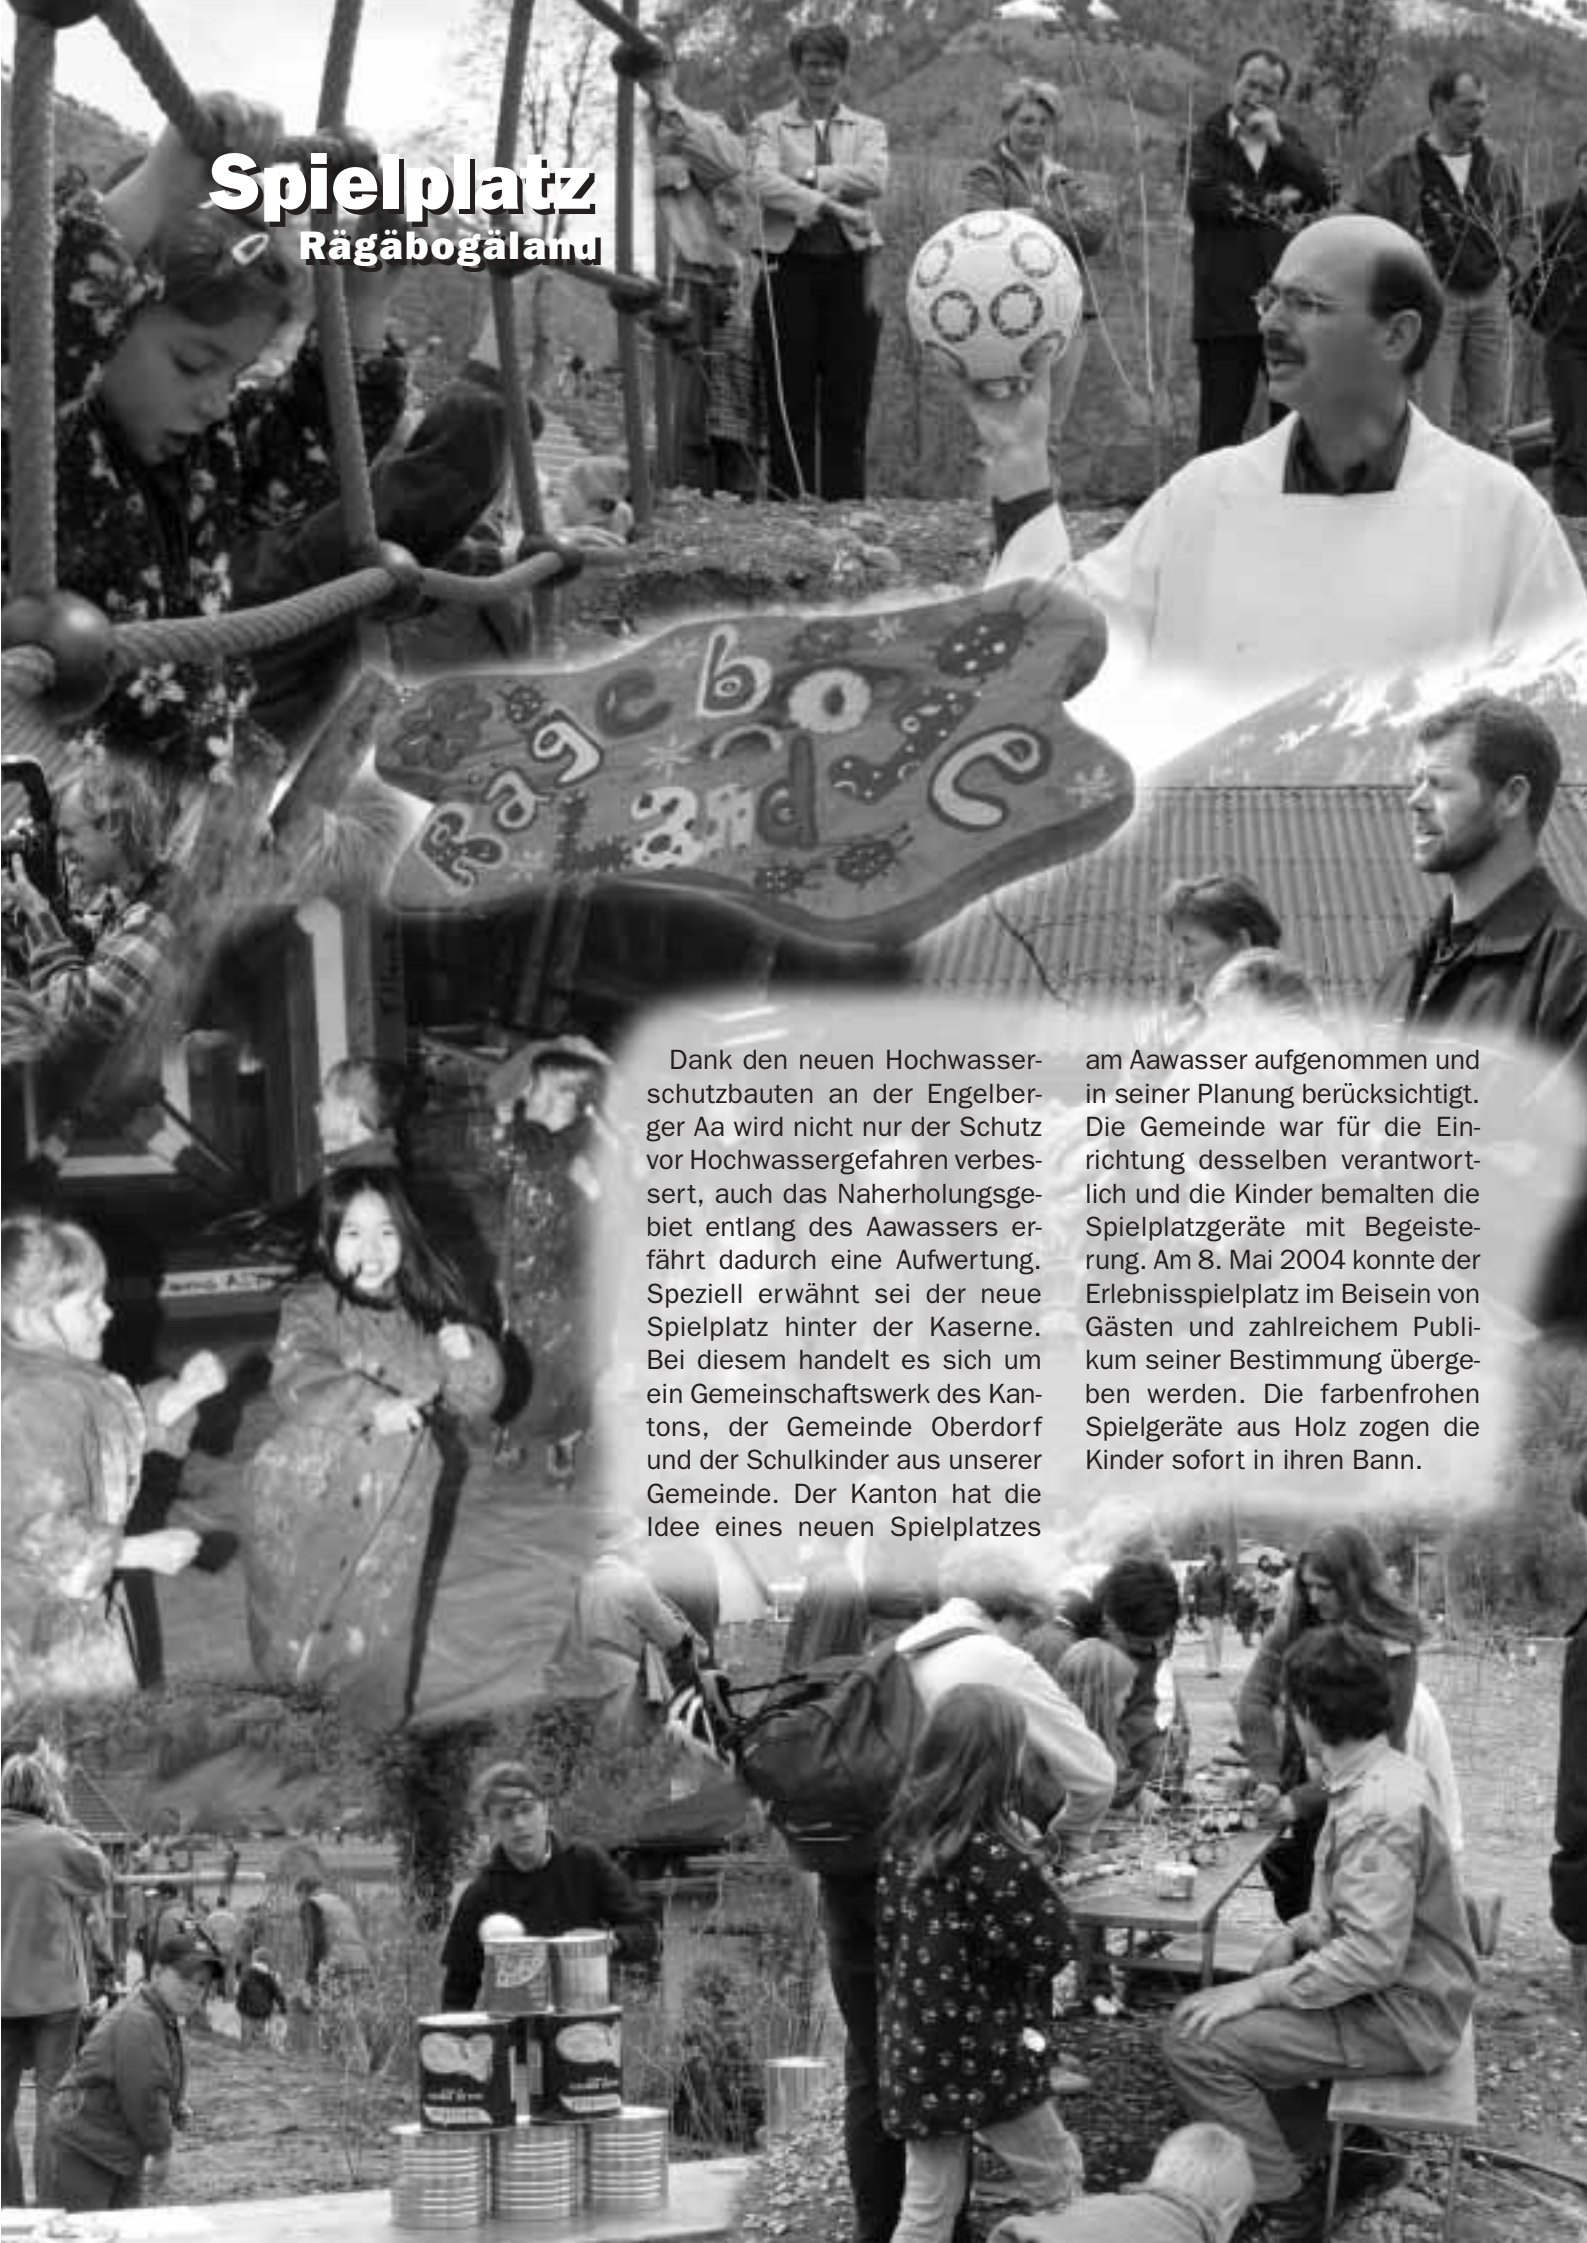 Spielplatz
Rägäbogäland
Dank den neuen Hochwasser-
schutzbauten an der Engelber-
ger Aa wird nicht nur der Schutz
vor Hochwassergefahren verbes-
sert, auch das Naherholungsge-
biet entlang des Aawassers er-
fährt dadurch eine Aufwertung.
Speziell erwähnt sei der neue
Spielplatz hinter der Kaserne.
Bei diesem handelt es sich um
ein Gemeinschaftswerk des Kan-
tons, der Gemeinde Oberdorf
und der Schulkinder aus unserer
Gemeinde. Der Kanton hat die
Idee eines neuen Spielplatzes
am Aawasser aufgenommen und
in seiner Planung berücksichtigt.
Die Gemeinde war für die Ein-
richtung desselben verantwort-
lich und die Kinder bemalten die
Spielplatzgeräte mit Begeiste-
rung. Am 8. Mai 2004 konnte der
Erlebnisspielplatz im Beisein von
Gästen und zahlreichem Publi-
kum seiner Bestimmung überge-
ben werden. Die farbenfrohen
Spielgeräte aus Holz zogen die
Kinder sofort in ihren Bann.